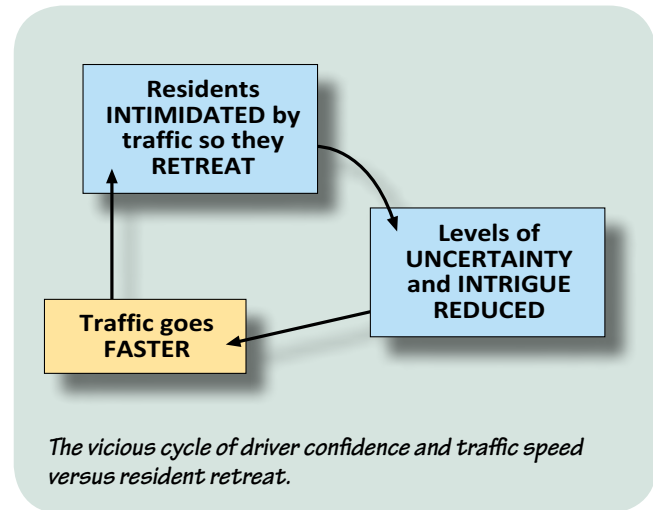 Residents
INTIMIDATED by
traffic so they
RETREAT
Levels of
UNCERTAINTY
and INTRIGUE
REDUCED
Traffic goes
FASTER
The vicious cycle of driver confidence and traffic speed
versus resident retreat.